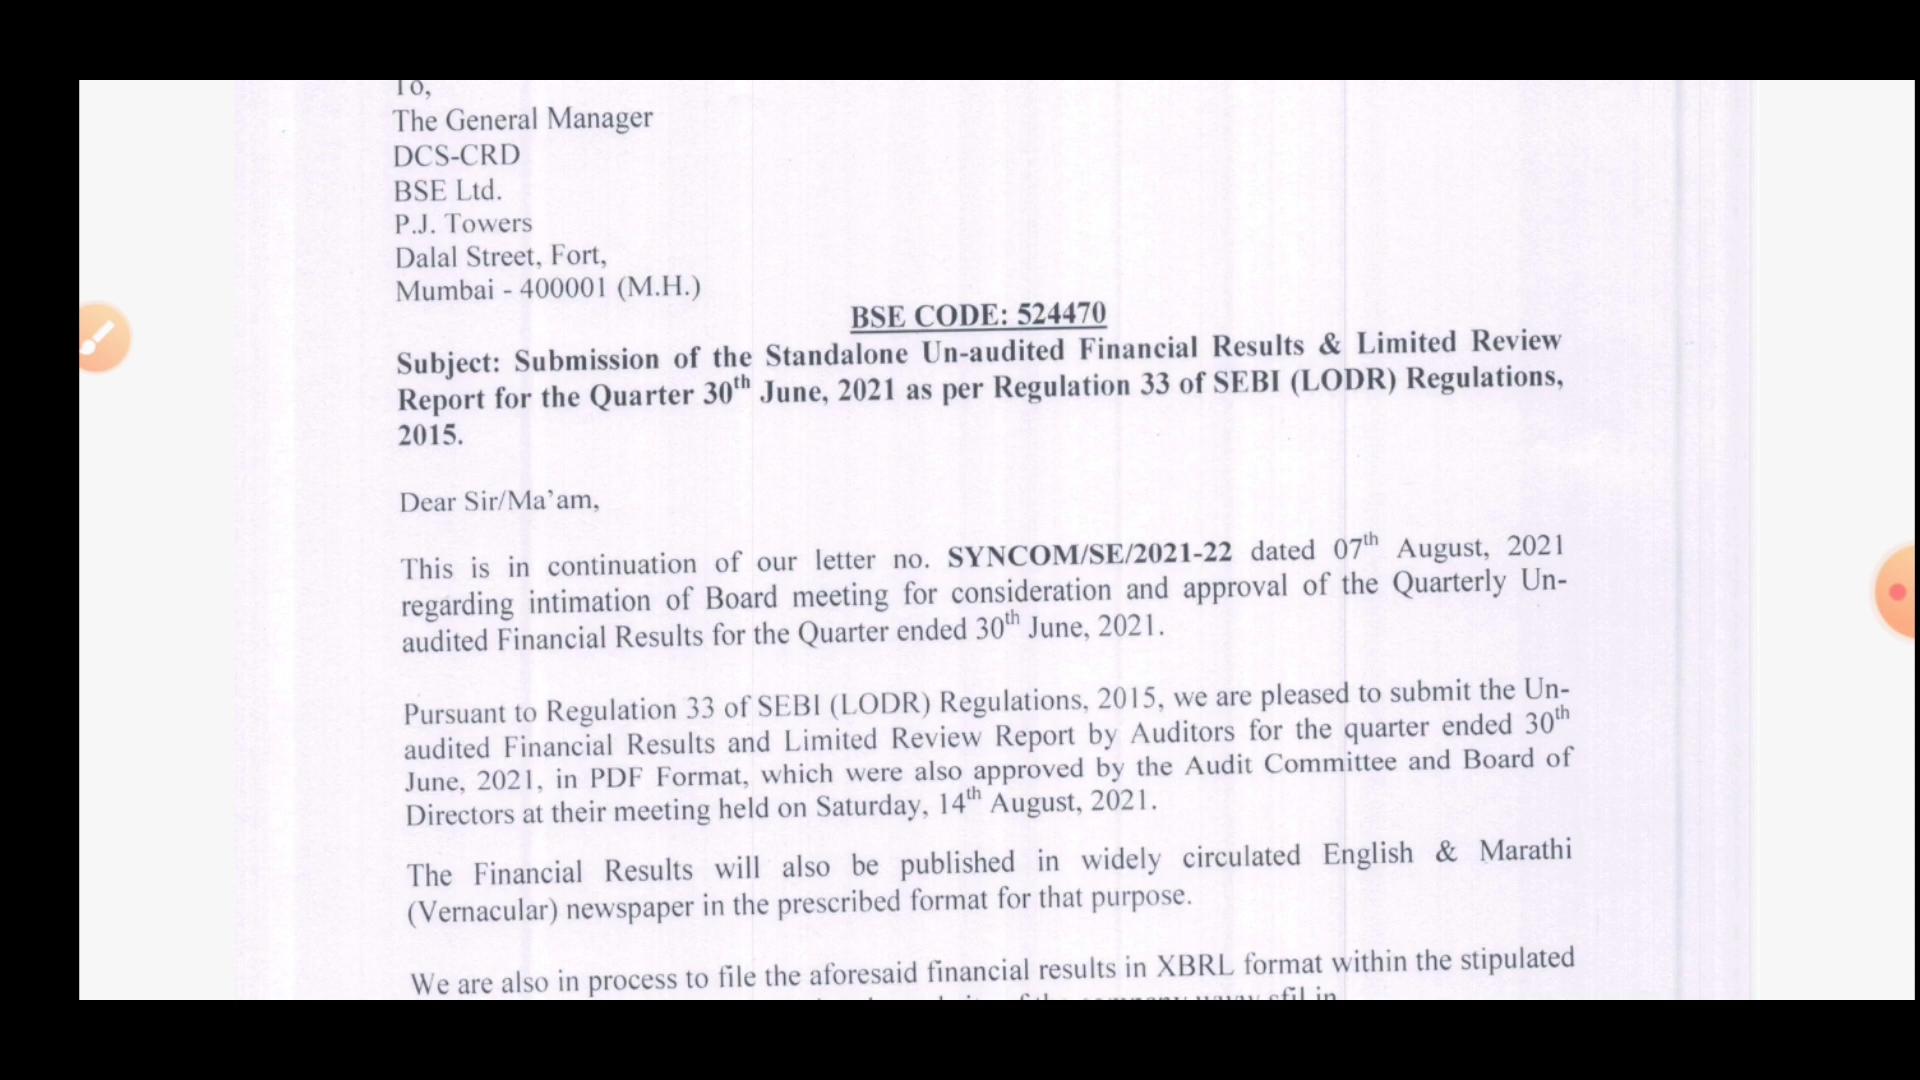 To,
The General Manager
DCS-CRD
BSE Ltd.
P.J. Towers
Dalal Street, Fort,
Mumbai - 400001 (M.H.)
BSE CODE: 524470
Subject: Submission of the Standalone Un-audited Financial Results & Limited Review
Report for the Quarter 30th June, 2021 as per Regulation 33 of SEBI (LODR) Regulations,
2015.
Dear Sir/Ma'am,
This is in continuation of our letter no. SYNCOM/SE/2021-22 dated 07th August, 2021
regarding intimation of Board meeting for consideration and approval of the Quarterly Un-
audited Financial Results for the Quarter ended 30th June, 2021.
Pursuant to Regulation 33 of SEBI (LODR) Regulations, 2015, we are pleased to submit the Un-
audited Financial Results and Limited Review Report by Auditors for the quarter ended 30th
June, 2021, in PDF Format, which were also approved by the Audit Committee and Board of
Directors at their meeting held on Saturday, 14th August, 2021.
The Financial Results will also be published in widely circulated English & Marathi
(Vernacular) newspaper in the prescribed format for that purpose.
We are also in process to file the aforesaid financial results in XBRL format within the stipulated